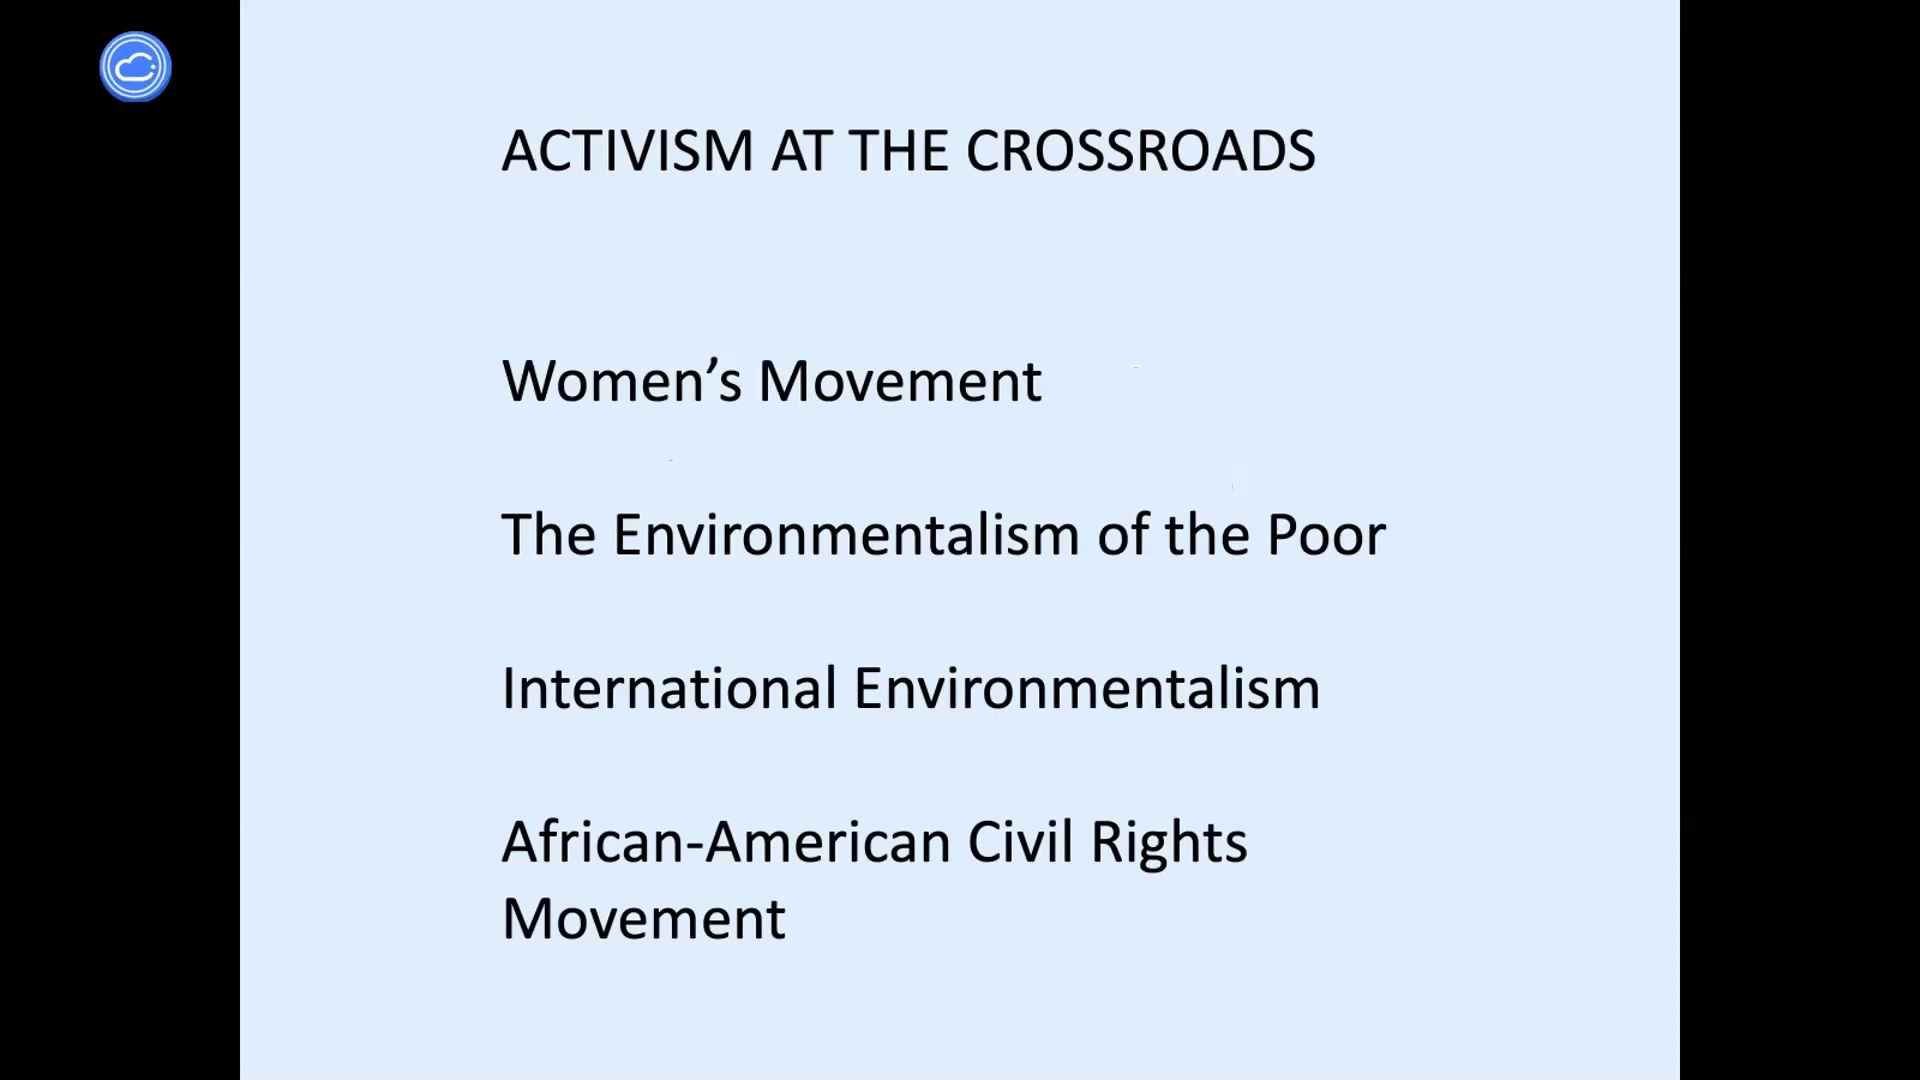 ACTIVISM AT THE CROSSROADS
Women’s Movement
The Environmentalism of the Poor
International Environmentalism
African-American Civil Rights
Movement